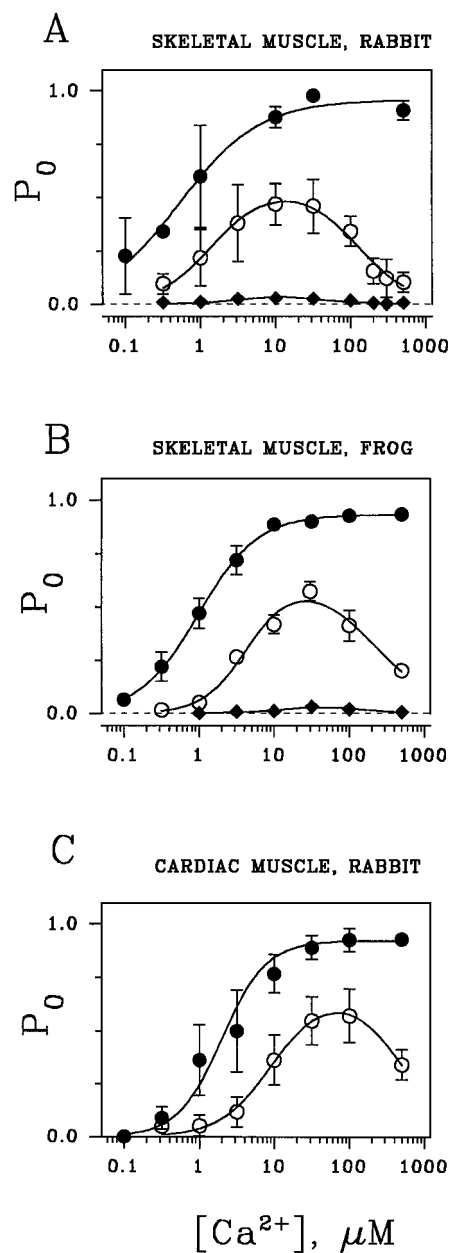 A
SKELETAL MUSCLE, RABBIT
1.0
P0
0.0
0.1 1 10 100 1000
B
SKELETAL MUSCLE, FROG
1.0
P0
0.0
0.1 1 10 100 1000
C
CARDIAC MUSCLE, RABBIT
1.0
P0
0.0
0.1 1 10 100 1000
[Ca²⁺], μM